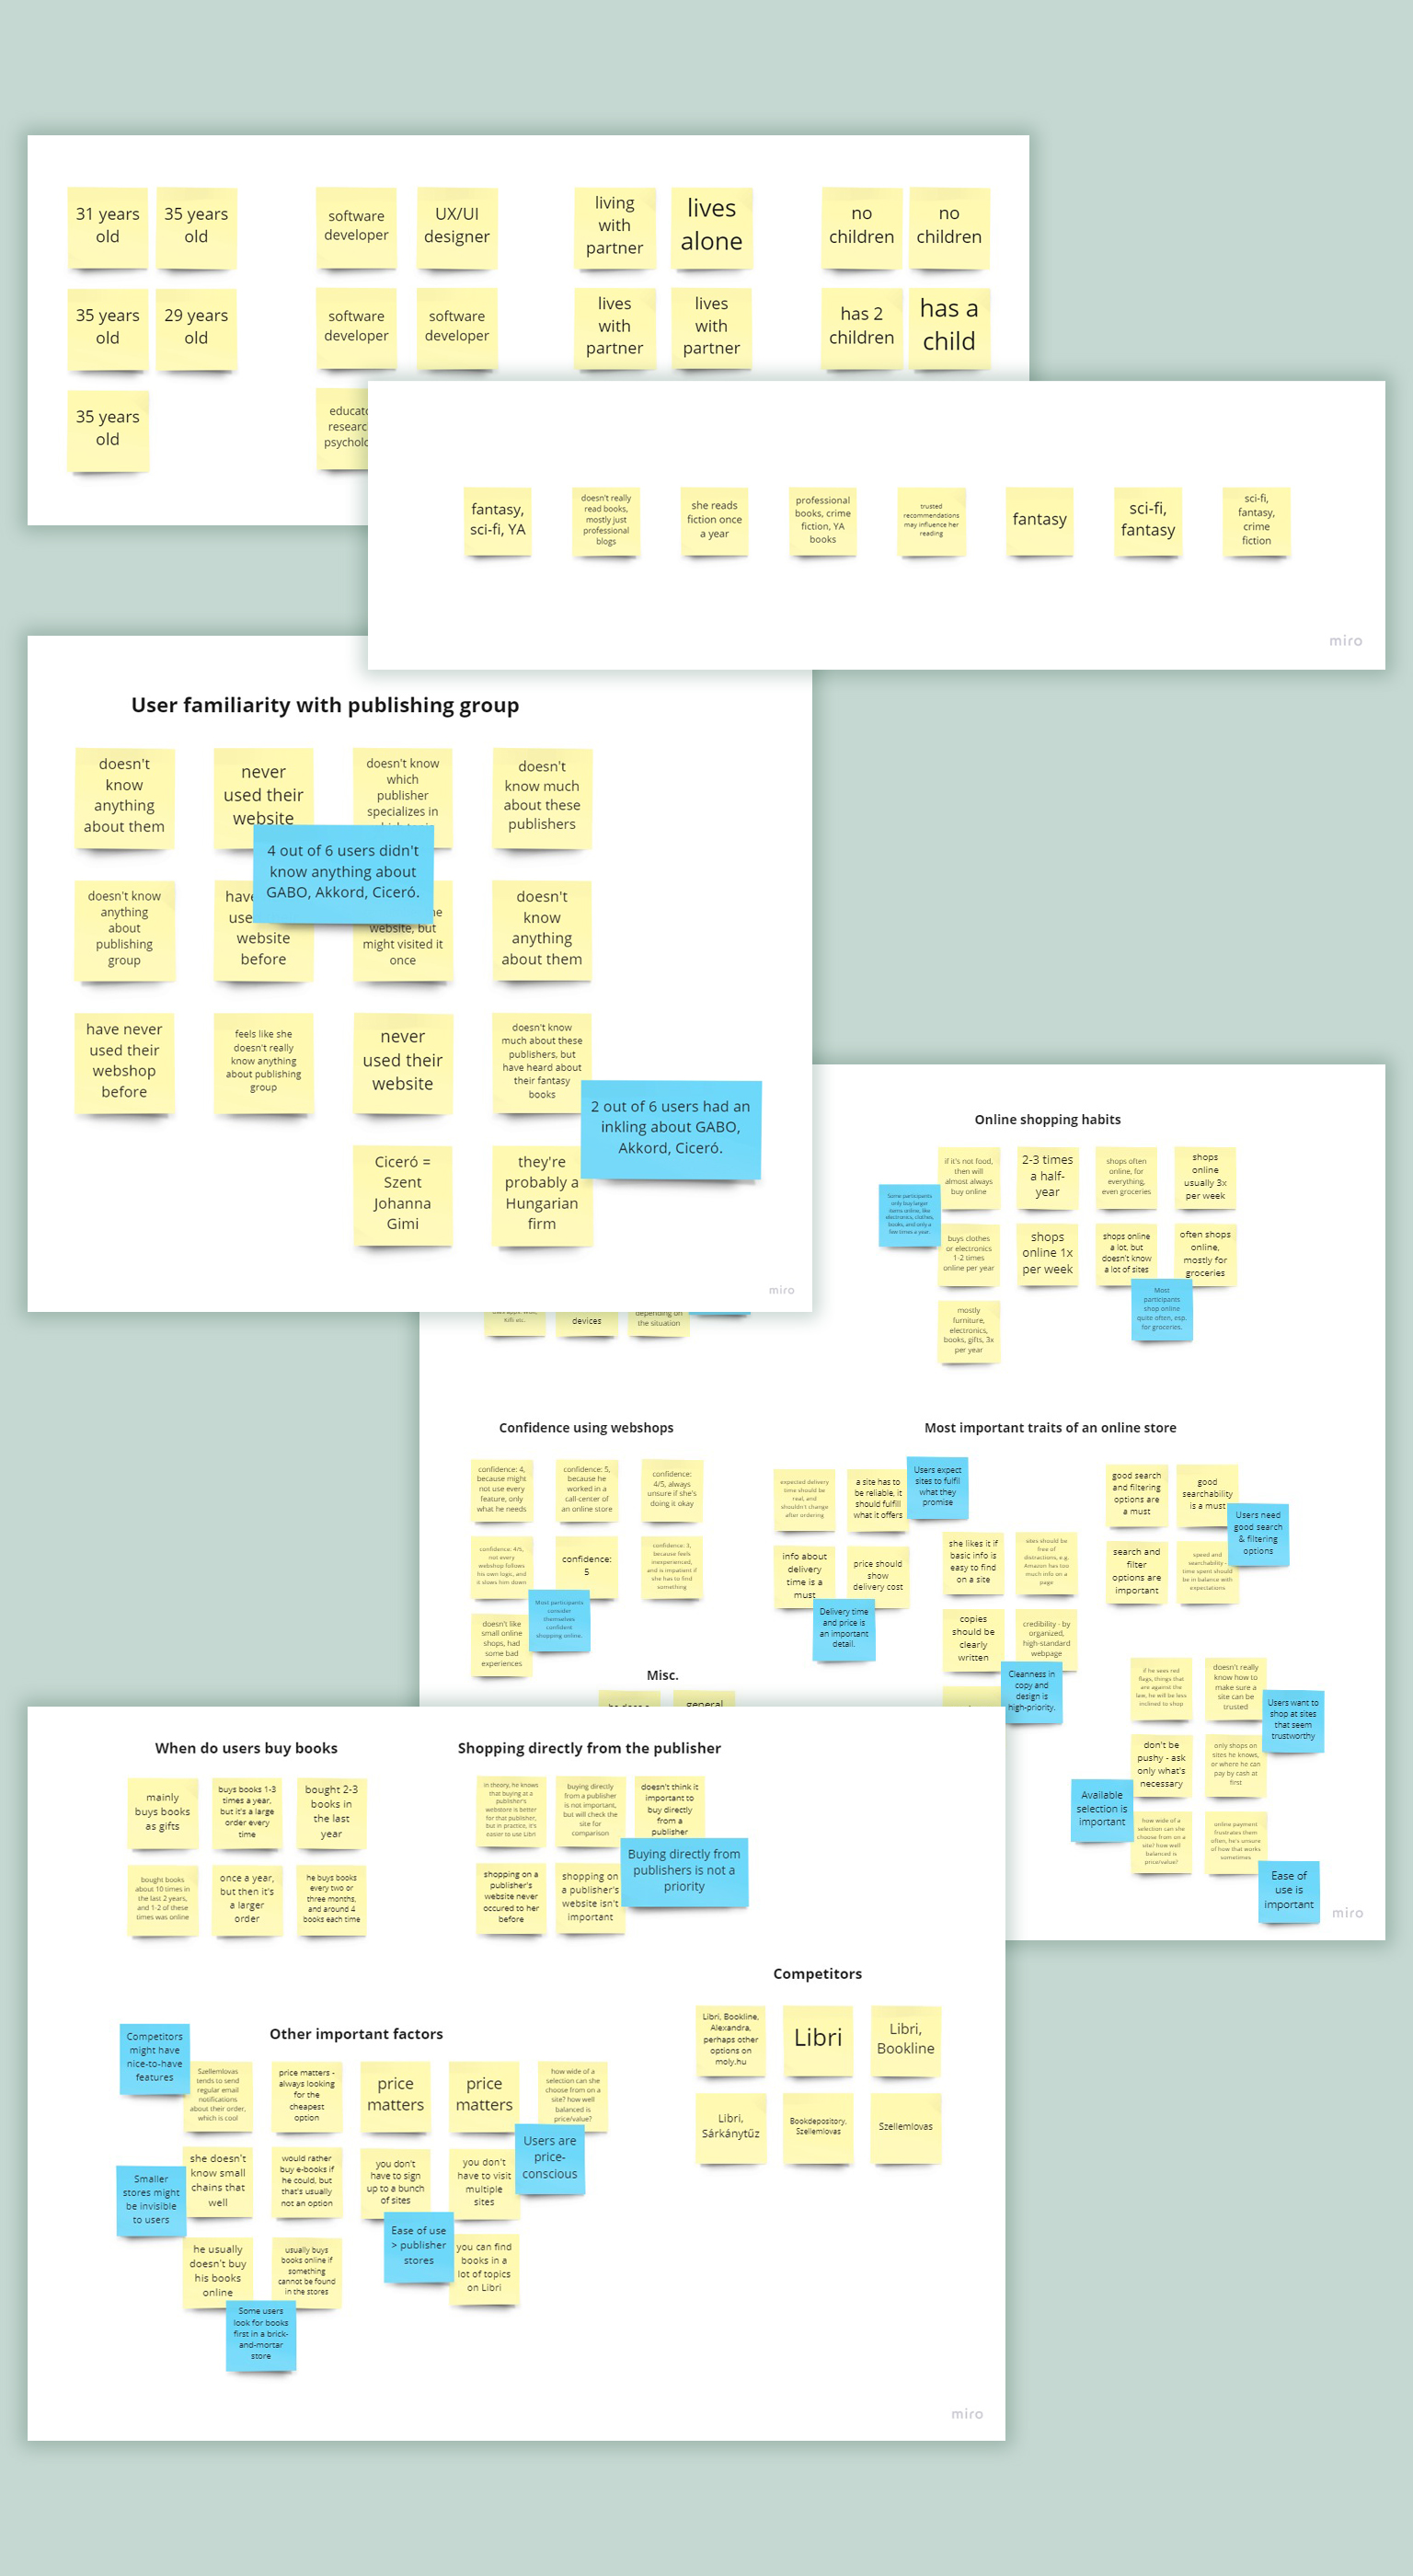 31 years
old
35 years
old
software
developer
UX/UI
designer
living
with
partner
lives
alone
no
children
no
children
35 years
old
29 years
old
software
developer
software
developer
lives
with
partner
lives
with
partner
has 2
children
has a
child
35 years
old
fantasy,
sci-fi, YA
doesn't really
read books,
mostly just
professional
blogs
she reads
fiction once
a year
professional
books, crime
fiction, YA
books
trusted
recommendations
may influence her
reading
fantasy
sci-fi,
fantasy
sci-fi,
fantasy,
crime
fiction
miro
User familiarity with publishing group
doesn't
know
anything
about them
never
used their
website
doesn't know
which
publisher
specializes in
doesn't
know much
about these
publishers
4 out of 6 users didn't
know anything about
GABO, Akkord, Ciceró.
doesn't know
anything
about
publishing
group
website
before
website, but
might visited it
once
doesn't
know
anything
about them
have never
used their
webshop
before
feels like she
doesn't really
know anything
about publishing
group
never
used their
website
doesn't know
much about these
publishers, but
have heard about
their fantasy
books
2 out of 6 users had an
inkling about GABO,
Akkord, Ciceró.
Ciceró =
Szent
Johanna
Gimi
they're
probably a
Hungarian
firm
miro
devices
depending on
the situation
Online shopping habits
if it's not food,
then will
almost always
buy online
2-3 times
a half-
year
shops often
online, for
everything,
even groceries
shops
online
usually 3x
per week
Some participants
only buy larger
items online, like
electronics, clothes,
books, and only a
few times a year.
buys clothes
or electronics
1-2 times
online per year
shops
online 1x
per week
shops online
a lot, but
doesn't know
a lot of sites
often shops
online,
mostly for
groceries
Most
participants
shop online
quite often, esp.
for groceries.
mostly
furniture,
electronics,
books, gifts, 3x
per year
Confidence using webshops
confidence: 4,
because might
not use every
feature, only
what he needs
confidence: 5,
because he
worked in a
call-center of
an online store
confidence:
4/5, always
unsure if she's
doing it okay
confidence: 4/5,
not every
webshop follows
his own logic, and
it slows him down
confidence:
5
confidence: 3,
because feels
inexperienced,
and is impatient if
she has to find
something
Most participants
consider
themselves
confident
shopping online.
doesn't like
small online
shops, had
some bad
experiences
Misc.
general
Most important traits of an online store
expected delivery
time should be
real, and
shouldn't change
after ordering
a site has to
be reliable, it
should fulfill
what it offers
Users expect
sites to fulfil
what they
promise
info about
delivery
time is a
must
price should
show
delivery cost
Delivery time
and price is
an important
detail.
she likes it if
basic info is
easy to find
on a site
sites should be
free of
distractions, e.g.
Amazon has too
much info on a
page
copies
should be
clearly
written
credibility - by
organized,
high-standard
webpage
Cleanness in
copy and
design is
high-priority.
good search
and filtering
options are
a must
good
searchability
is a must
Users need
good search
& filtering
options
search and
filter
options are
important
speed and
searchability -
time spent should
be in balance with
expectations
if he sees red
flags, things that
are against the
law, he will be less
inclined to shop
doesn't really
know how to
make sure a
site can be
trusted
Users want to
shop at sites
that seem
trustworthy
don't be
pushy - ask
only what's
necessary
only shops on
sites he knows,
or where he can
pay by cash at
first
Available
selection is
important
how wide of a
selection can she
choose from on a
site? how well
balanced is
price/value?
online payment
frustrates them
often, he's unsure
of how that works
sometimes
Ease of
use is
important
miro
When do users buy books
mainly
buys books
as gifts
buys books 1-3
times a year,
but it's a large
order every
time
bought 2-3
books in
the last
year
bought books
about 10 times in
the last 2 years,
and 1-2 of these
times was online
once a year,
but then it's
a larger
order
he buys books
every two or
three months,
and around 4
books each time
Shopping directly from the publisher
in theory, he knows
that buying at a
publisher's
webstore is better
for that publisher,
but in practice, it's
easier to use Libri
buying directly
from a publisher
is not important,
but will check the
site for
comparison
doesn't think it
important to
buy directly
from a
publisher
shopping on a
publisher's
website never
occured to her
before
shopping on
a publisher's
website isn't
important
Buying directly from
publishers is not a
priority
Competitors
Libri, Bookline,
Alexandra,
perhaps other
options on
moly.hu
Libri
Libri,
Bookline
Libri,
Sárkánytűz
Bookdepository,
Szellemlovas
Szellemlovas
Other important factors
Competitors
might have
nice-to-have
features
Szellemlovas
tends to send
regular email
notifications
about their order,
which is cool
price matters -
always looking
for the
cheapest
option
price
matters
price
matters
how wide of a
selection can she
choose from on a
site? how well
balanced is
price/value?
Users are
price-
conscious
she doesn't
know small
chains that
well
Smaller
stores might
be invisible
to users
would rather
buy e-books if
he could, but
that's usually
not an option
you don't
have to sign
up to a bunch
of sites
you don't
have to visit
multiple
sites
Ease of use
> publisher
stores
he usually
doesn't buy
his books
online
usually buys
books online if
something
cannot be found
in the stores
you can find
books in a
lot of topics
on Libri
Some users
look for books
first in a brick-
and-mortar
store
miro